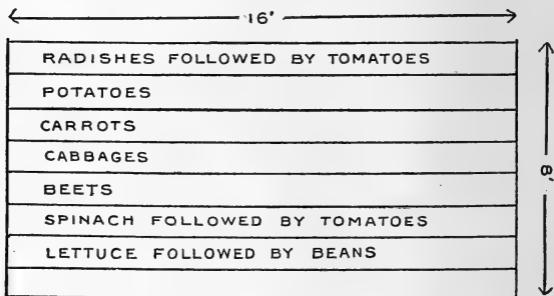 16'
RADISHES FOLLOWED BY TOMATOES
POTATOES
CARROTS
CABBAGES
BEETS
SPINACH FOLLOWED BY TOMATOES
LETTUCE FOLLOWED BY BEANS
8'